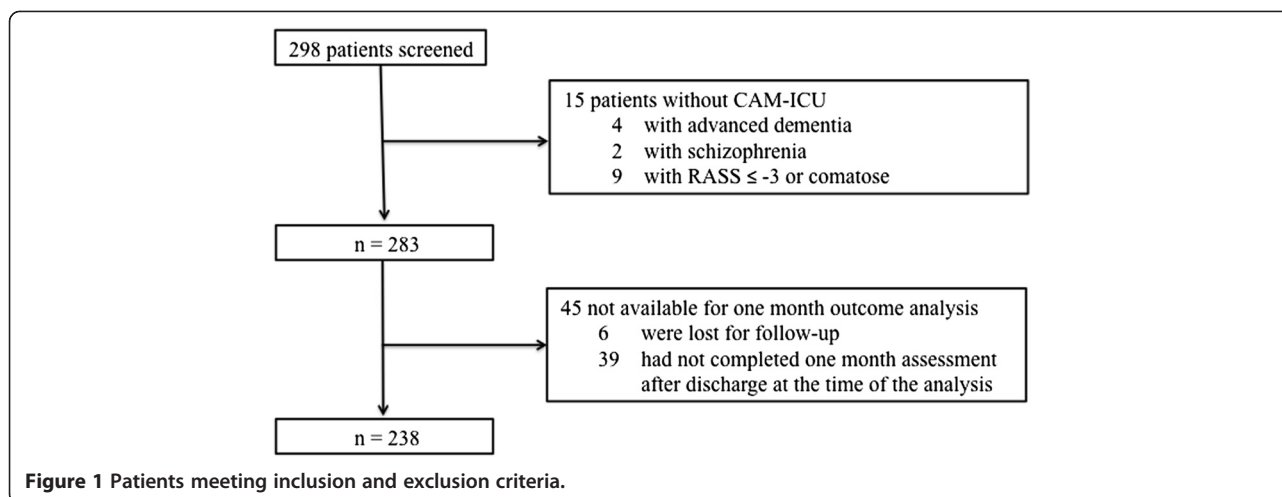 298 patients screened
15 patients without CAM-ICU
4 with advanced dementia
2 with schizophrenia
9 with RASS ≤ -3 or comatose
n = 283
45 not available for one month outcome analysis
6 were lost for follow-up
39 had not completed one month assessment
after discharge at the time of the analysis
n = 238
Figure 1 Patients meeting inclusion and exclusion criteria.